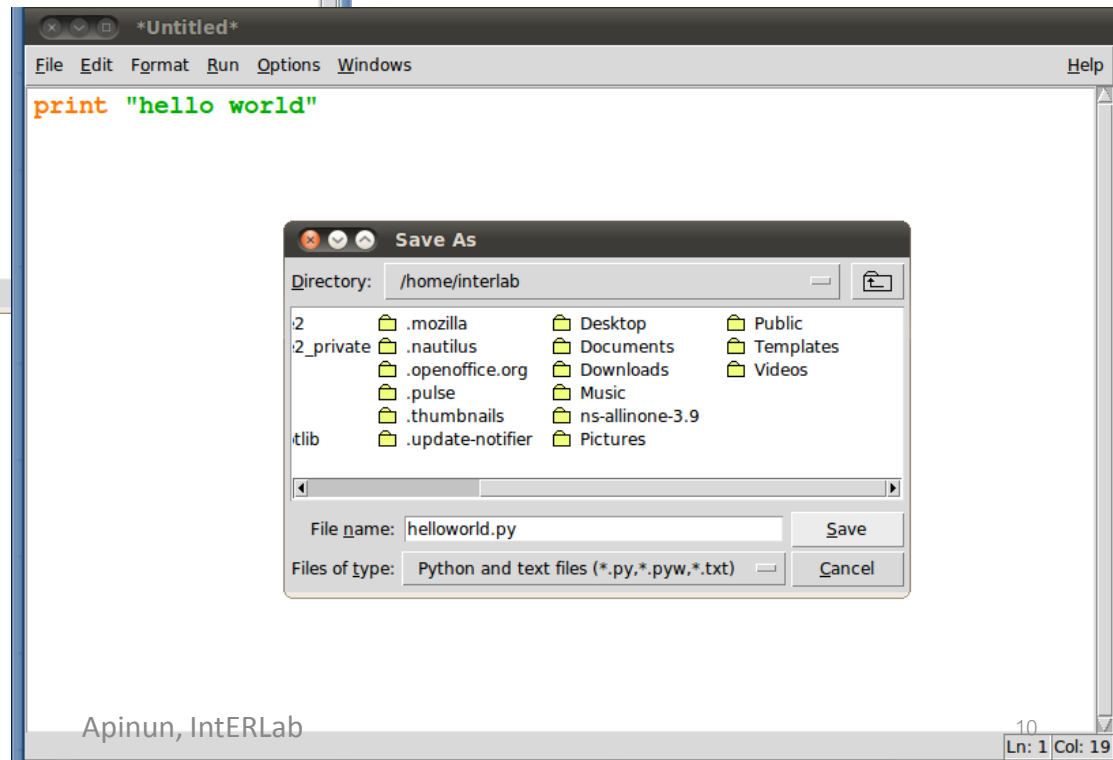 *Untitled*
File Edit Format Run Options Windows Help
print "hello world"
Save As
Directory: /home/interlab
.mozilla Desktop Public
2_private .nautilus Documents Templates
.openoffice.org Downloads Videos
.pulse Music
.thumbnails ns-allinone-3.9
tlib .update-notifier Pictures
File name: helloworld.py Save
Files of type: Python and text files (*.py,*.pyw,*.txt) Cancel
Apinun, IntERLab 10
Ln: 1 Col: 19